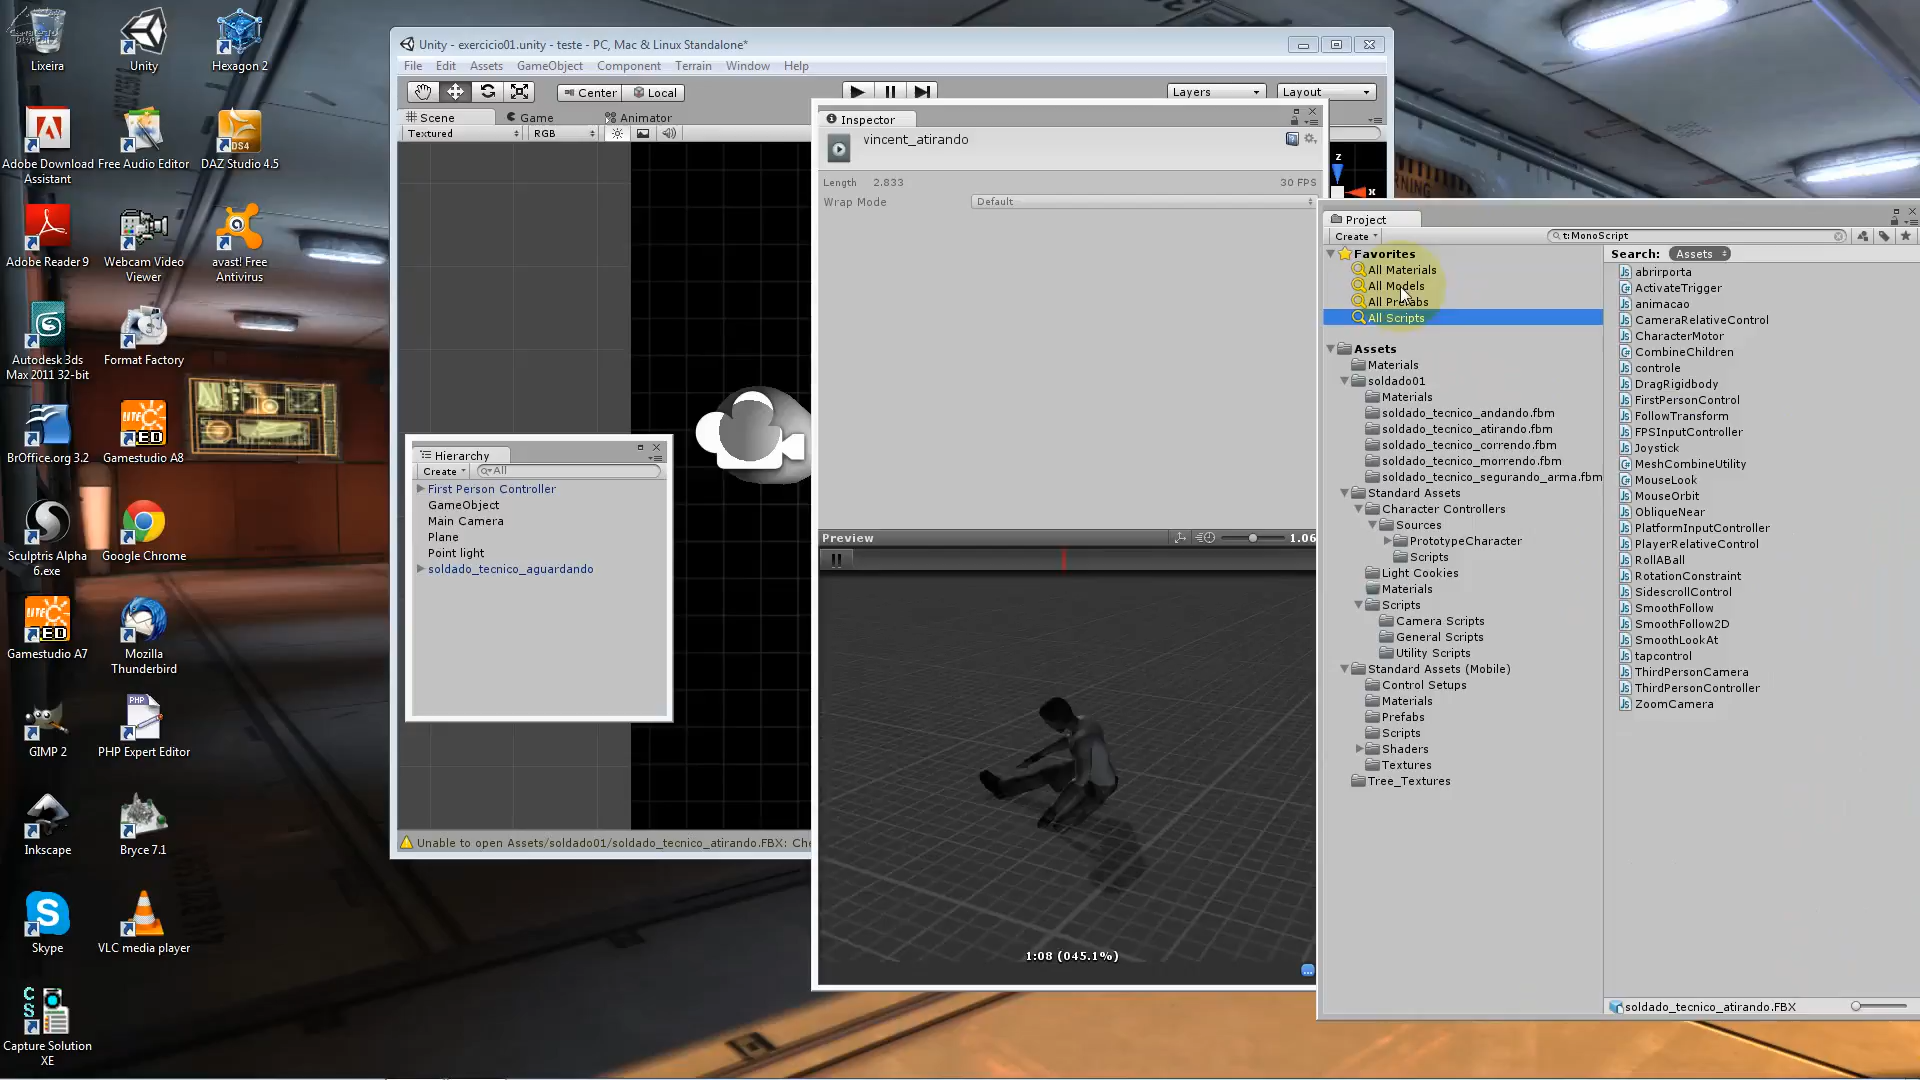 Lixeira
Unity
Hexagon 2
Adobe Download Assistant
Free Audio Editor
DAZ Studio 4.5
Adobe Reader 9
Webcam Video Viewer
avast! Free Antivirus
Autodesk 3ds Max 2011 32-bit
Format Factory
BrOffice.org 3.2
Gamestudio A8
Sculptris Alpha 6.exe
Google Chrome
Gamestudio A7
Mozilla Thunderbird
GIMP 2
PHP Expert Editor
Inkscape
Bryce 7.1
Skype
VLC media player
Capture Solution XE
Unity - exercicio01.unity - teste - PC, Mac & Linux Standalone*
File Edit Assets GameObject Component Terrain Window Help
Center Local Layers Layout
Scene Game Animator
Textured RGB
Hierarchy
Create All
First Person Controller
GameObject
Main Camera
Plane
Point light
soldado_tecnico_aguardando
Unable to open Assets/soldado01/soldado_tecnico_atirando.FBX: Che
Inspector
vincent_atirando
Length 2.833 30 FPS
Wrap Mode Default
Preview 1.06
1:08 (045.1%)
z
x
Project
Create t:MonoScript
Favorites
All Materials
All Models
All Prefabs
All Scripts
Assets
Materials
soldado01
Materials
soldado_tecnico_andando.fbm
soldado_tecnico_atirando.fbm
soldado_tecnico_correndo.fbm
soldado_tecnico_morrendo.fbm
soldado_tecnico_segurando_arma.fbm
Standard Assets
Character Controllers
Sources
PrototypeCharacter
Scripts
Light Cookies
Materials
Scripts
Camera Scripts
General Scripts
Utility Scripts
Standard Assets (Mobile)
Control Setups
Materials
Prefabs
Scripts
Shaders
Textures
Tree_Textures
Search: Assets
abrirporta
ActivateTrigger
animacao
CameraRelativeControl
CharacterMotor
CombineChildren
controle
DragRigidbody
FirstPersonControl
FollowTransform
FPSInputController
Joystick
MeshCombineUtility
MouseLook
MouseOrbit
ObliqueNear
PlatformInputController
PlayerRelativeControl
RollABall
RotationConstraint
SidescrollControl
SmoothFollow
SmoothFollow2D
SmoothLookAt
tapcontrol
ThirdPersonCamera
ThirdPersonController
ZoomCamera
soldado_tecnico_atirando.FBX